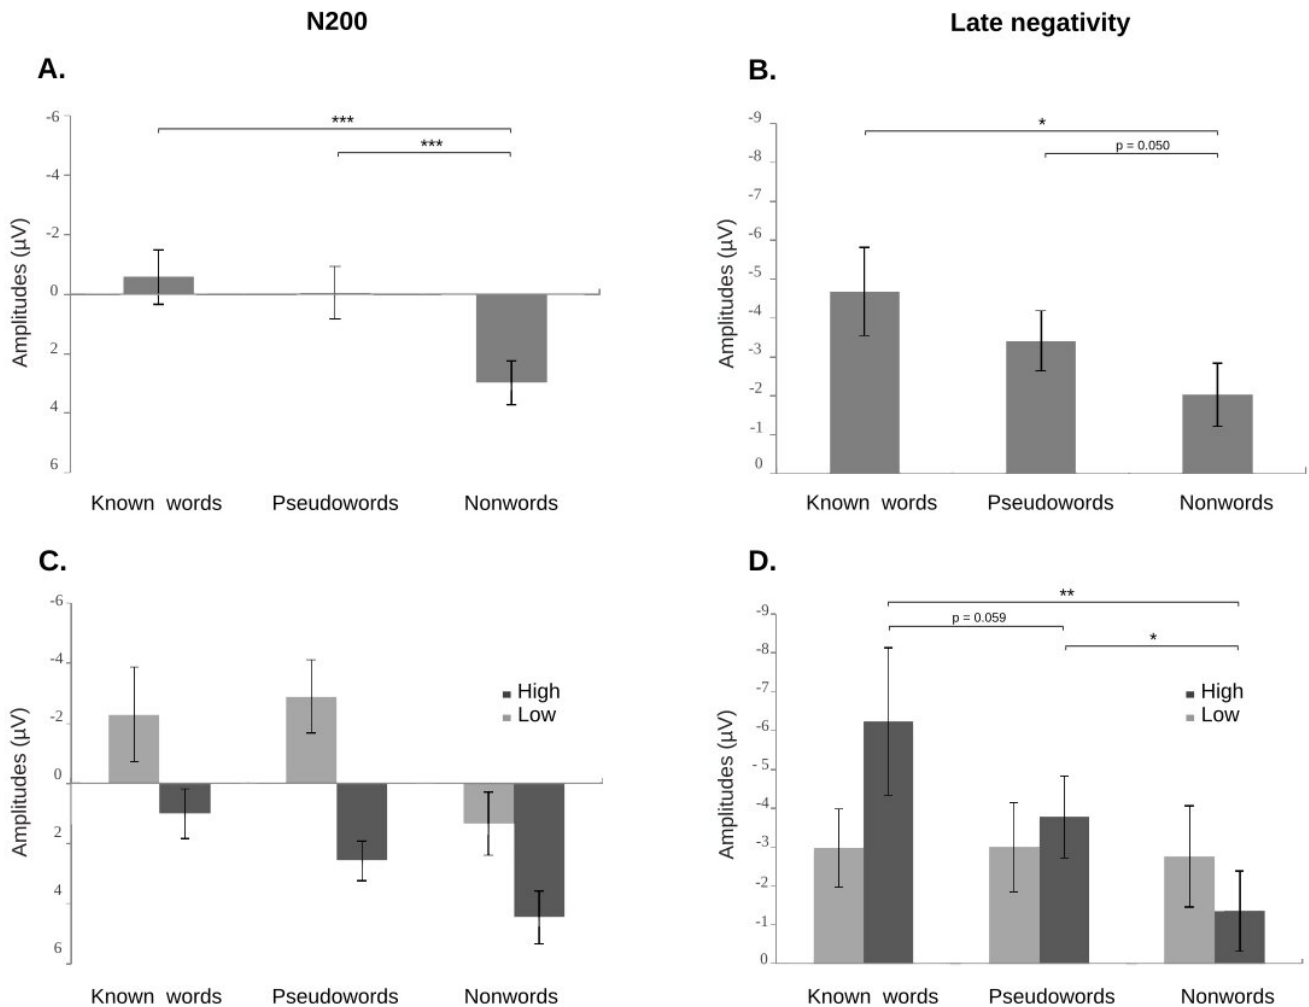 N200
Late negativity
A.
-6
-4
-2
0
2
4
6
Amplitudes (µV)
***
***
Known words
Pseudowords
Nonwords
B.
-9
-8
-7
-6
-5
-4
-3
-2
-1
0
Amplitudes (µV)
*
p = 0.050
Known words
Pseudowords
Nonwords
C.
-6
-4
-2
0
2
4
6
Amplitudes (µV)
High
Low
Known words
Pseudowords
Nonwords
D.
-9
-8
-7
-6
- 5
-4
-3
-2
-1
0
Amplitudes (µV)
**
p = 0.059
*
High
Low
Known words
Pseudowords
Nonwords